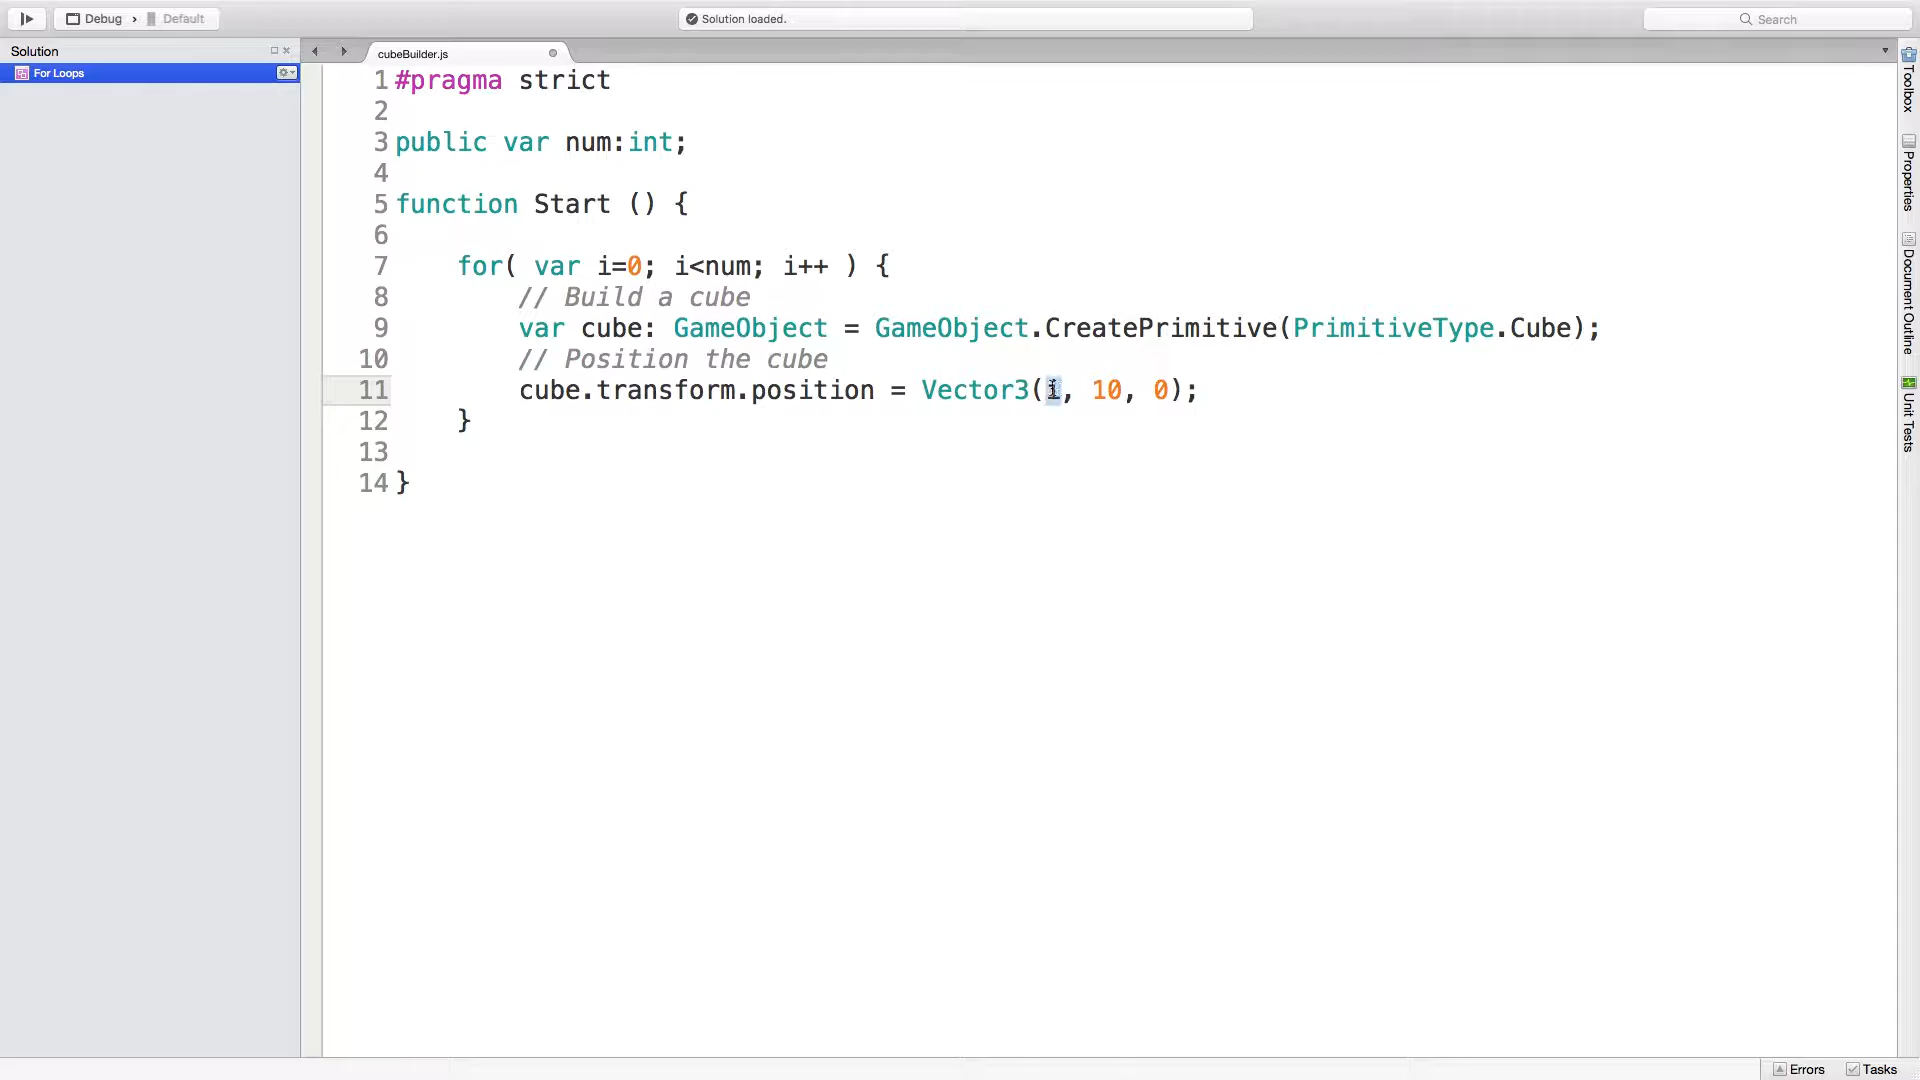 Debug › Default
Solution loaded.
Search
Solution
For Loops
cubeBuilder.js
1 #pragma strict
2
3 public var num:int;
4
5 function Start () {
6
7 for( var i=0; i<num; i++ ) {
8 // Build a cube
9 var cube: GameObject = GameObject.CreatePrimitive(PrimitiveType.Cube);
10 // Position the cube
11 cube.transform.position = Vector3(i, 10, 0);
12 }
13
14 }
Toolbox
Properties
Document Outline
Unit Tests
Errors
Tasks